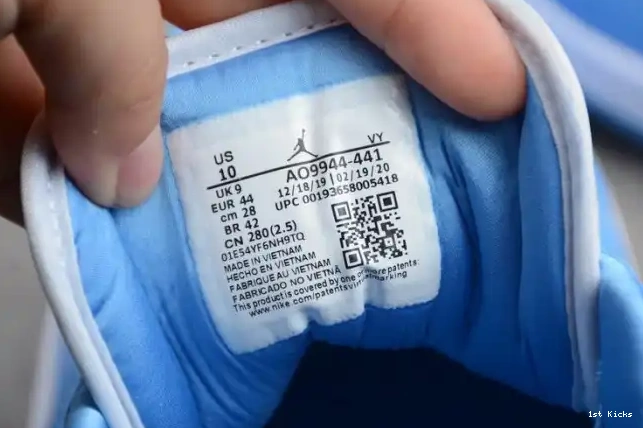 US
10
VY
AO9944-441
UK 9
12/18/19 | 02/19/20
EUR 44
UPC 00193658005418
cm 28
BR 42
CN 280(2.5)
01E54YF6NH9TQ
MADE IN VIETNAM
HECHO EN VIETNAM
FABRIQUE AU VIETNAM
FABRICADO NO VIETNA
This product is covered by one or more patents:
www.nike.com/patentsvirtualmarking
1st Kicks